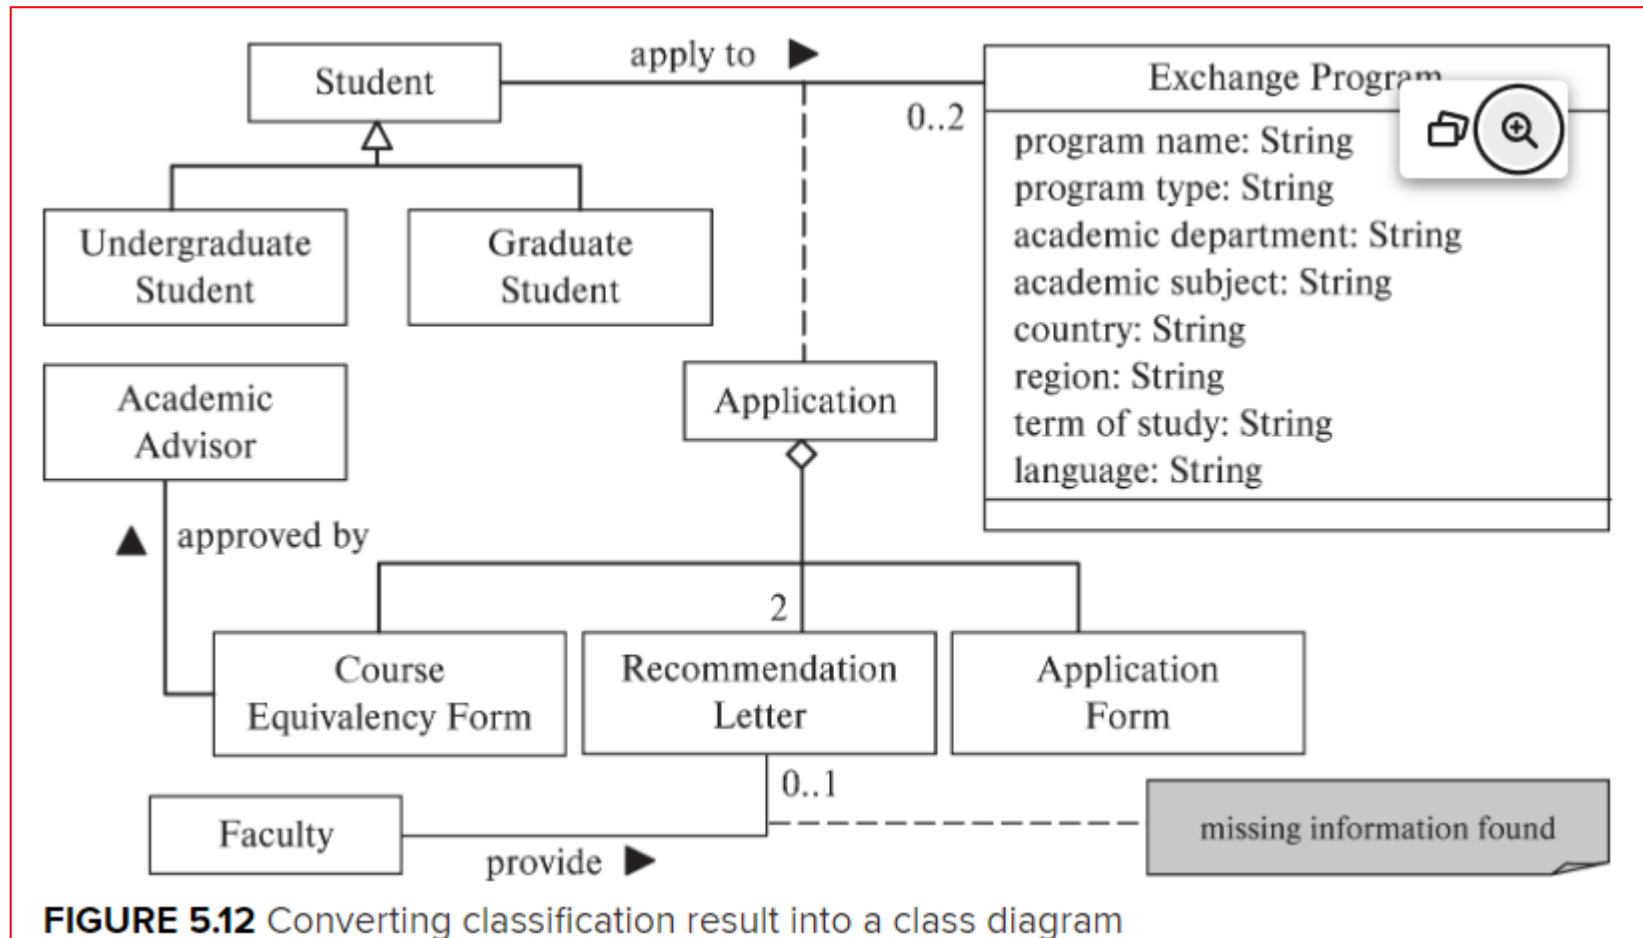 apply to
Student
Exchange Program
0..2
program name: String
program type: String
academic department: String
academic subject: String
country: String
region: String
term of study: String
language: String
Undergraduate
Student
Graduate
Student
Academic
Advisor
Application
approved by
2
Course
Equivalency Form
Recommendation
Letter
Application
Form
0..1
Faculty
provide
missing information found
FIGURE 5.12 Converting classification result into a class diagram